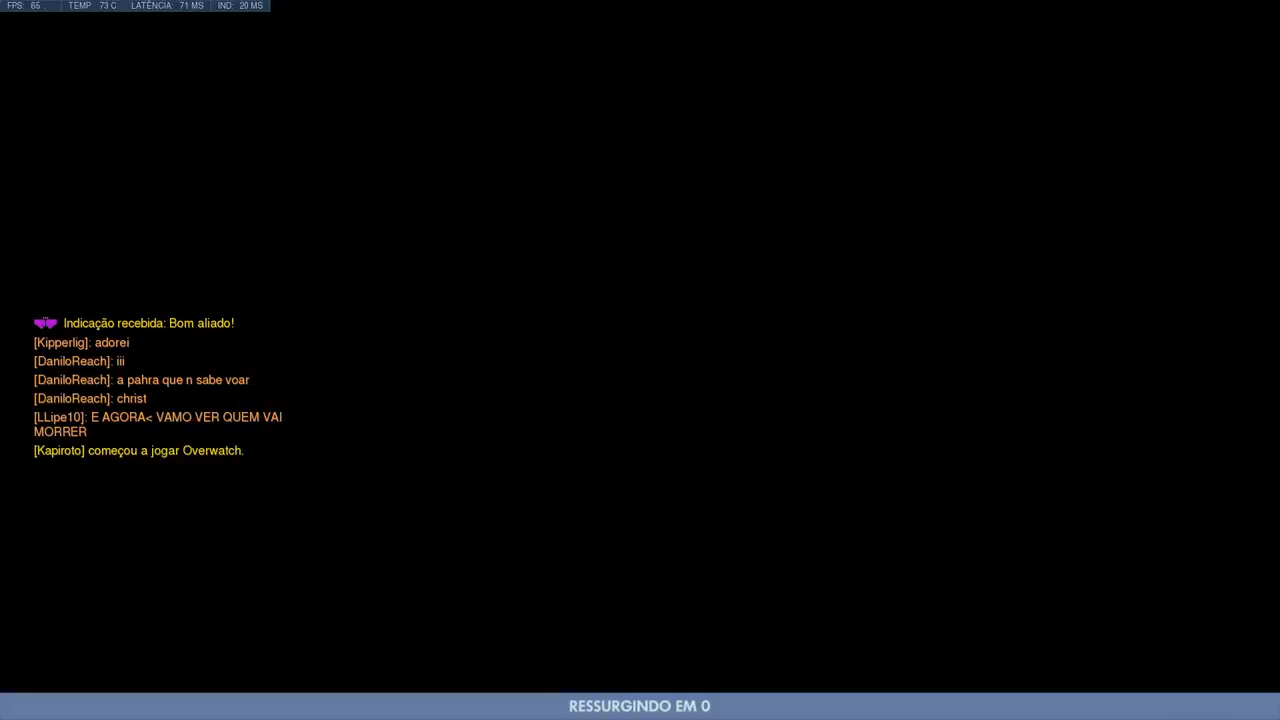 FPS: 65 TEMP 73 C LATÊNCIA: 71 MS IND: 20 MS
Indicação recebida: Bom aliado!
[Kipperlig]: adorei
[DaniloReach]: iii
[DaniloReach]: a pahra que n sabe voar
[DaniloReach]: christ
[LLipe10]: E AGORA< VAMO VER QUEM VAI
MORRER
[Kapiroto] começou a jogar Overwatch.
RESSURGINDO EM 0